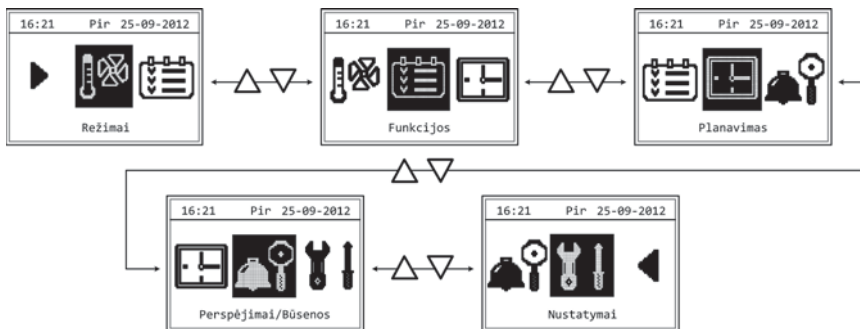 16:21 Pir 25-09-2012
Režimai
16:21 Pir 25-09-2012
Funkcijos
16:21 Pir 25-09-2012
Planavimas
16:21 Pir 25-09-2012
Perspėjimai/Būsenos
16:21 Pir 25-09-2012
Nustatymai